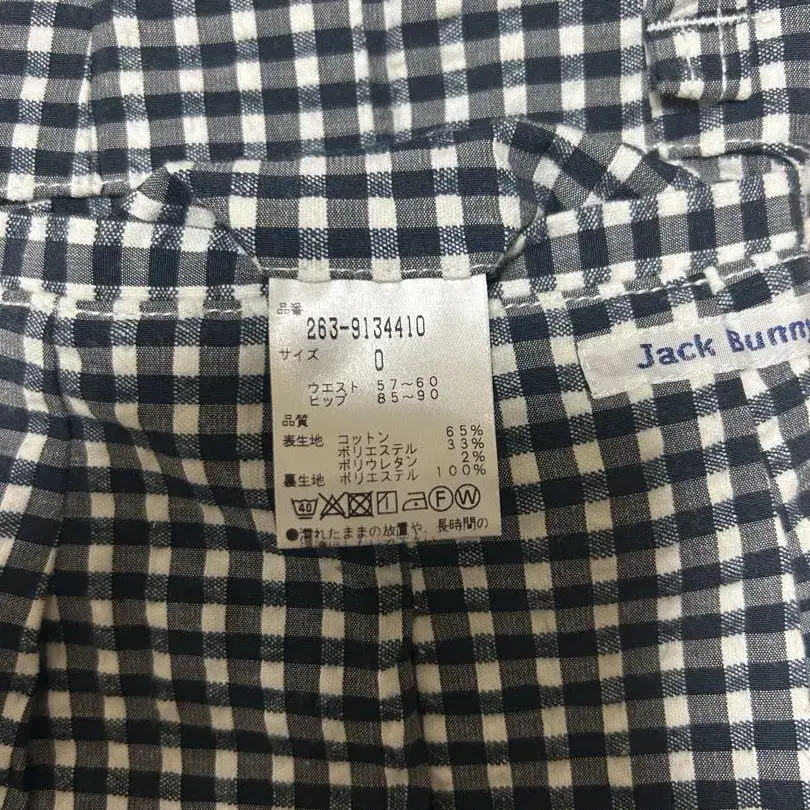 品番
263-9134410
サイズ
0
ウエスト 57～60
ヒップ 85～90
品質
表生地 コットン 65%
ポリエステル 33%
ポリウレタン 2%
裏生地 ポリエステル 100%
40 F W
●濡れたままの放置や、長時間の
Jack Bunny